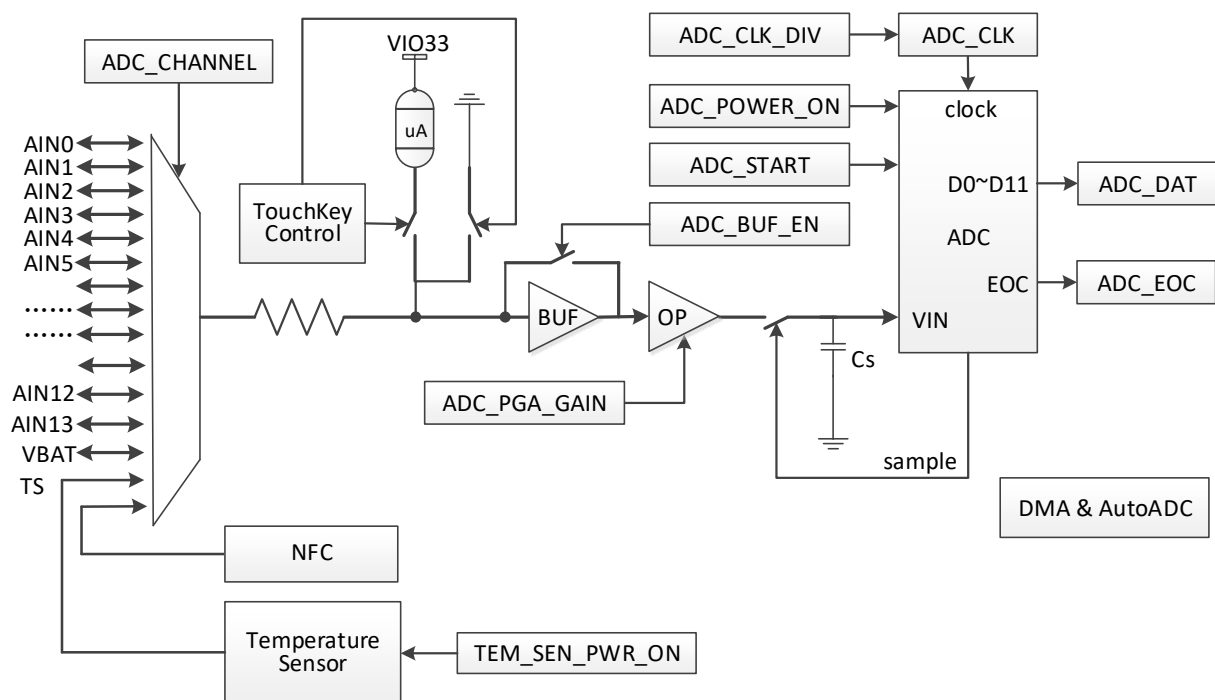 ADC_CHANNEL
VIO33
uA
ADC_CLK_DIV
ADC_CLK
ADC_POWER_ON
clock
ADC_START
D0~D11
ADC_DAT
ADC
ADC_BUF_EN
EOC
ADC_EOC
VIN
AIN0
AIN1
AIN2
AIN3
AIN4
AIN5
......
......
AIN12
AIN13
VBAT
TS
TouchKey
Control
BUF
OP
Cs
ADC_PGA_GAIN
sample
DMA & AutoADC
NFC
Temperature
Sensor
TEM_SEN_PWR_ON